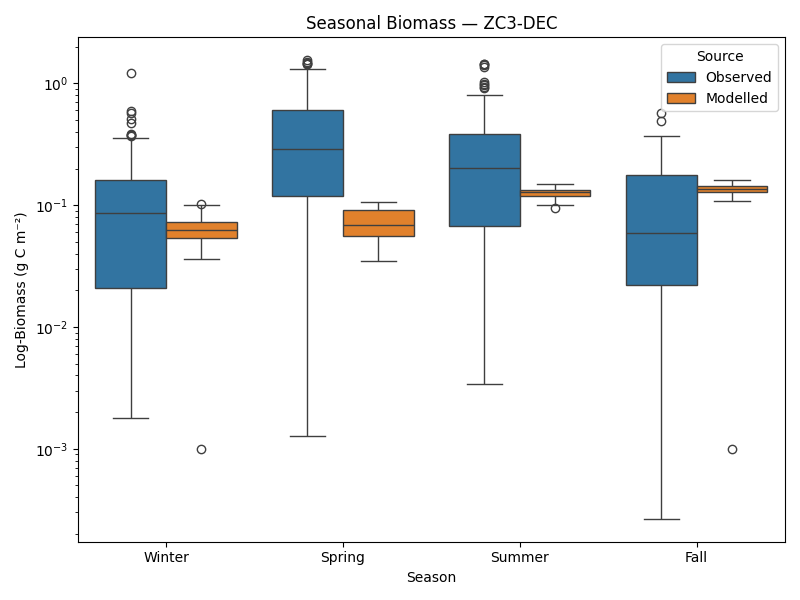 Seasonal Biomass — ZC3-DEC
Source
Observed
Modelled
Log-Biomass (g C m⁻²)
10⁰
10⁻¹
10⁻²
10⁻³
Winter
Spring
Summer
Fall
Season